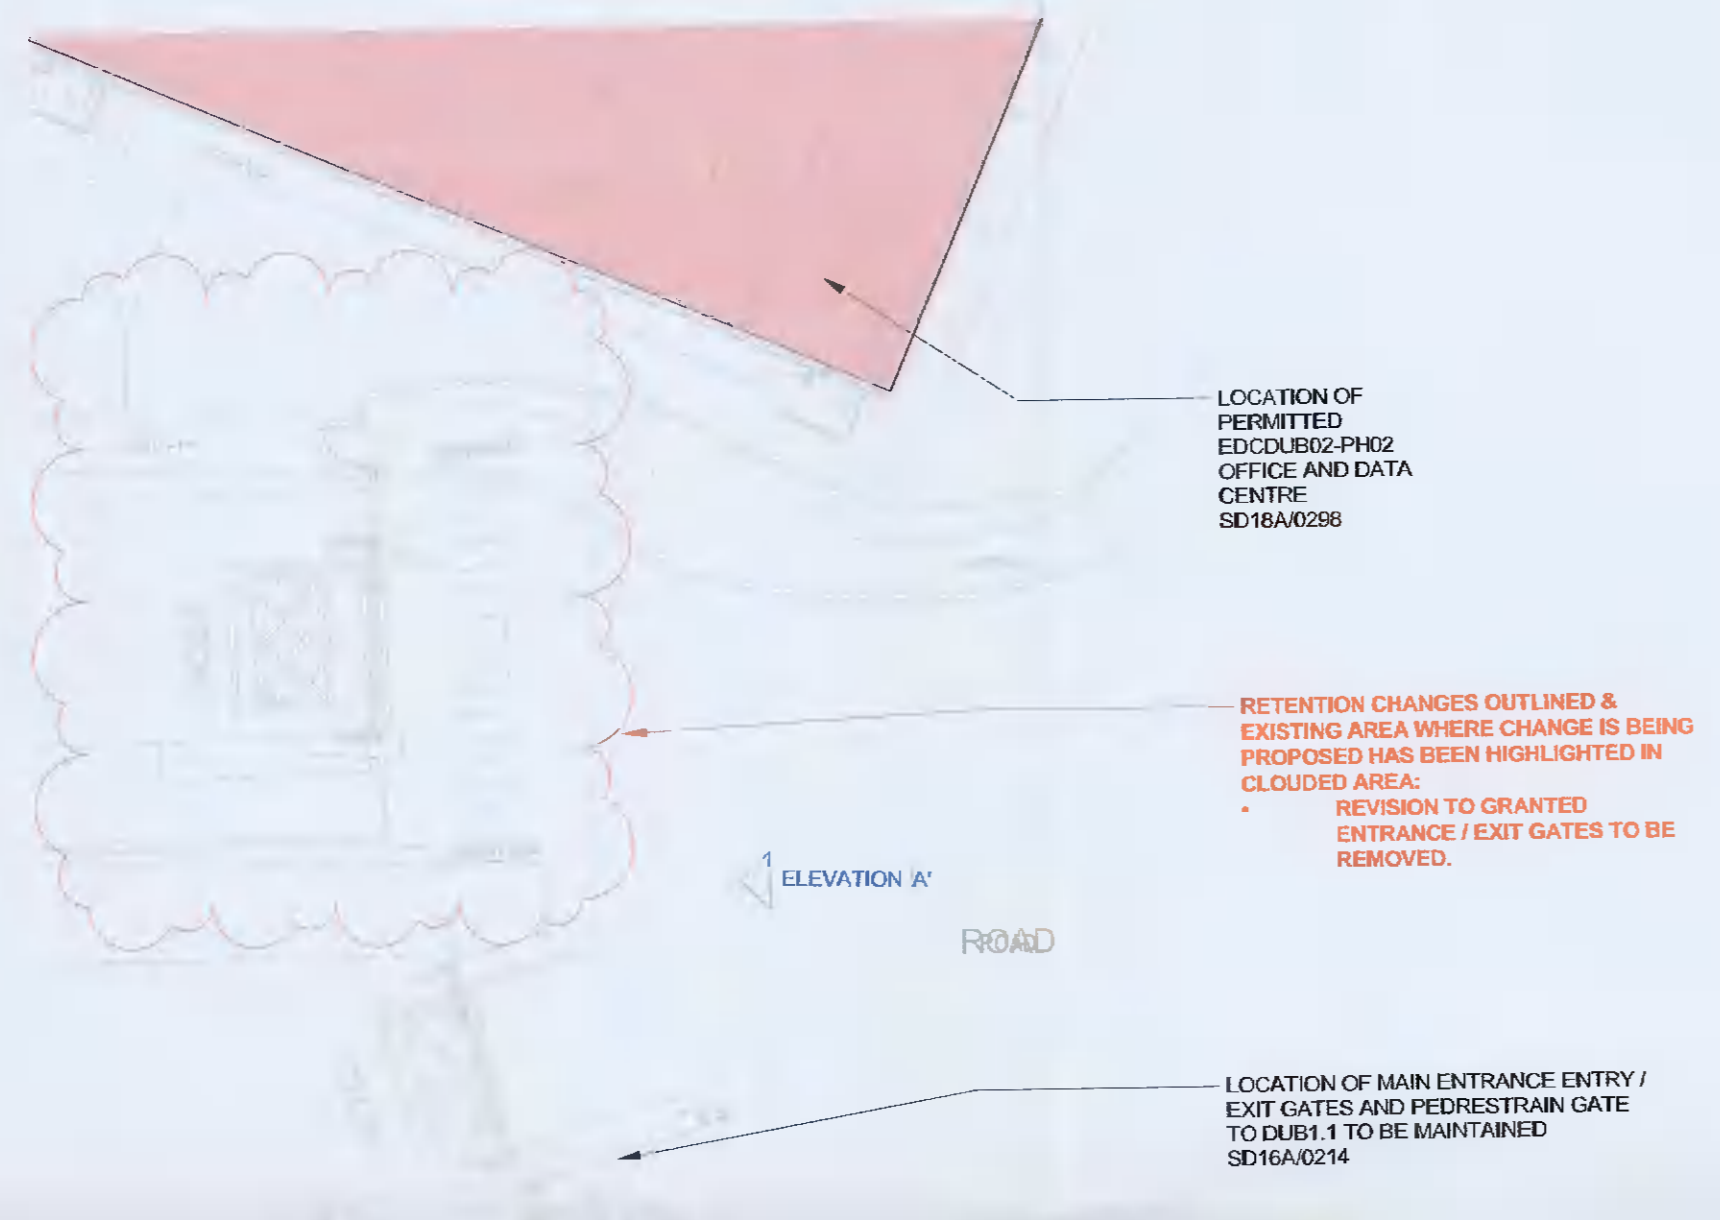 LOCATION OF
PERMITTED
EDCDUB02-PH02
OFFICE AND DATA
CENTRE
SD18A/0298
RETENTION CHANGES OUTLINED &
EXISTING AREA WHERE CHANGE IS BEING
PROPOSED HAS BEEN HIGHLIGHTED IN
CLOUDED AREA:
• REVISION TO GRANTED
ENTRANCE / EXIT GATES TO BE
REMOVED.
1
ELEVATION 'A'
ROAD
ROAD
LOCATION OF MAIN ENTRANCE ENTRY /
EXIT GATES AND PEDRESTRAIN GATE
TO DUB1.1 TO BE MAINTAINED
SD16A/0214